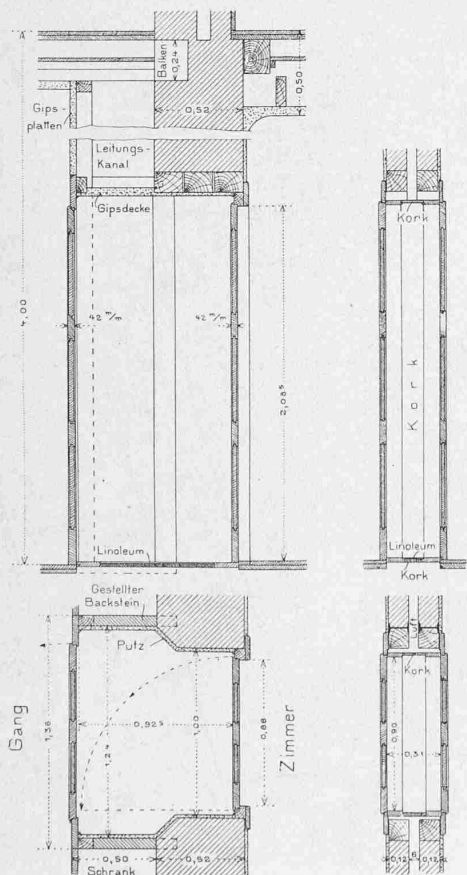 Balken
0,24
0,50
Gips-
platten
0,52
Leitungs-
Kanal
Gipsdecke
4,00
42 m/m
42 m/m
2,08⁵
Linoleum
Kork
Kork
Linoleum
Kork
Gestellter
Backstein
Putz
Gang
1,36
0,92⁵
1,00
0,88
Zimmer
0,50
0,52
Schrank
Luft
Kork
0,90
0,31
0,12
6
0,12